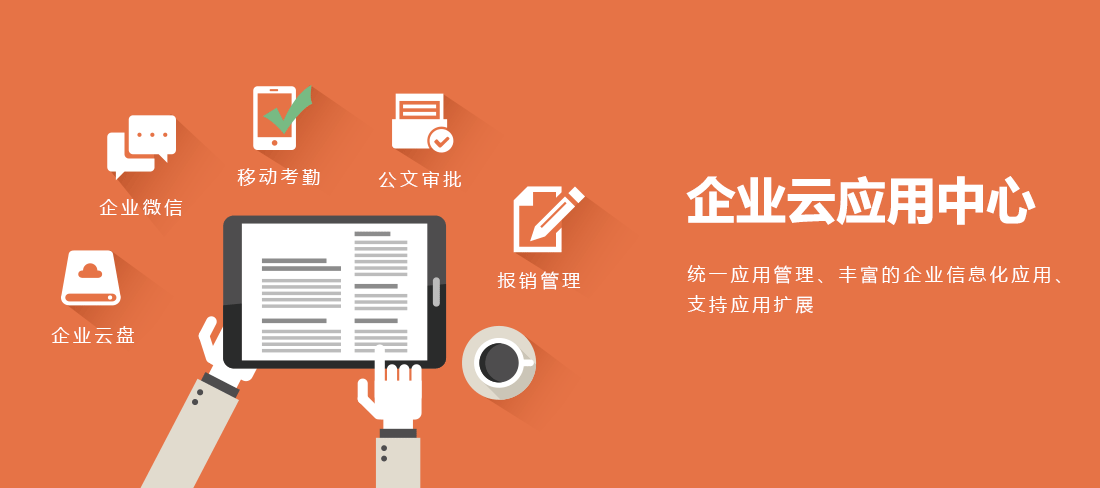 移动考勤
公文审批
企业微信
报销管理
企业云盘
企业云应用中心
统一应用管理、丰富的企业信息化应用、
支持应用扩展